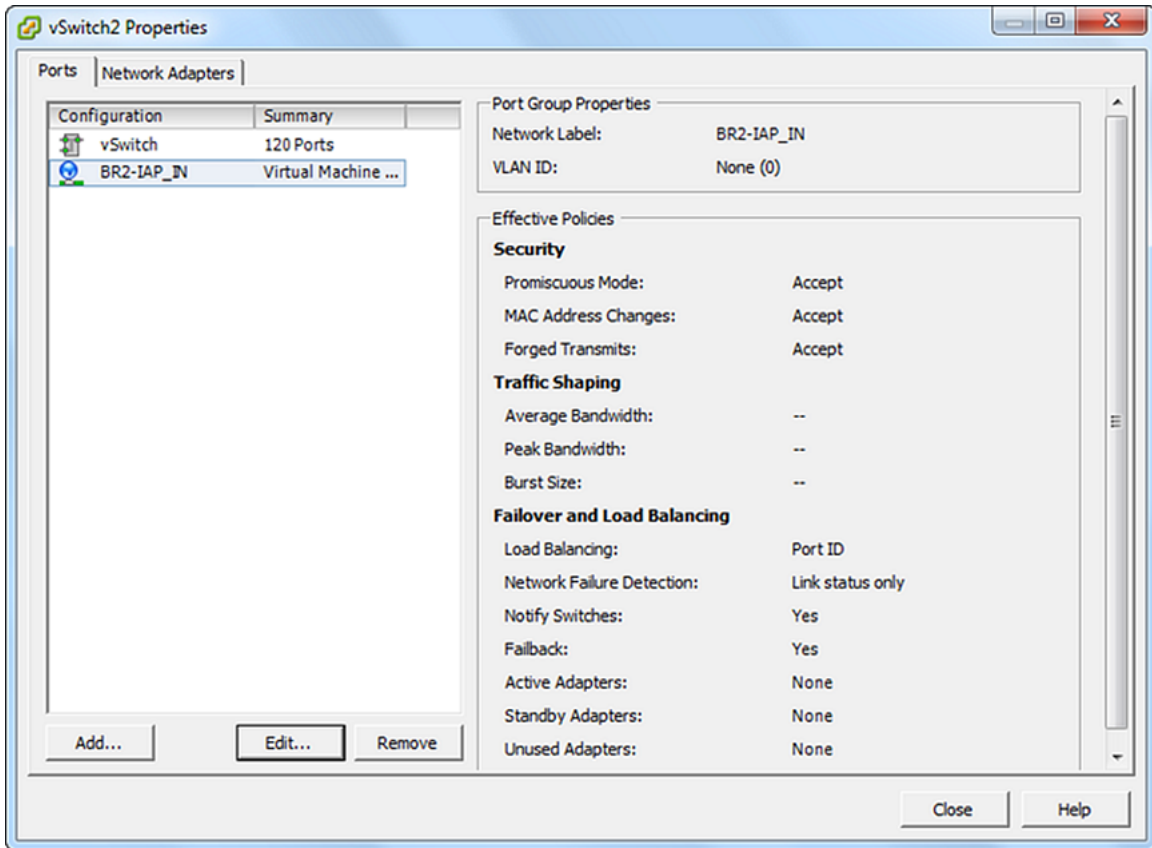 vSwitch2 Properties
Ports
Network Adapters
Configuration Summary
vSwitch 120 Ports
BR2-IAP_IN Virtual Machine ...
Add... Edit... Remove
Port Group Properties
Network Label: BR2-IAP_IN
VLAN ID: None (0)
Effective Policies
Security
Promiscuous Mode: Accept
MAC Address Changes: Accept
Forged Transmits: Accept
Traffic Shaping
Average Bandwidth: --
Peak Bandwidth: --
Burst Size: --
Failover and Load Balancing
Load Balancing: Port ID
Network Failure Detection: Link status only
Notify Switches: Yes
Failback: Yes
Active Adapters: None
Standby Adapters: None
Unused Adapters: None
Close Help